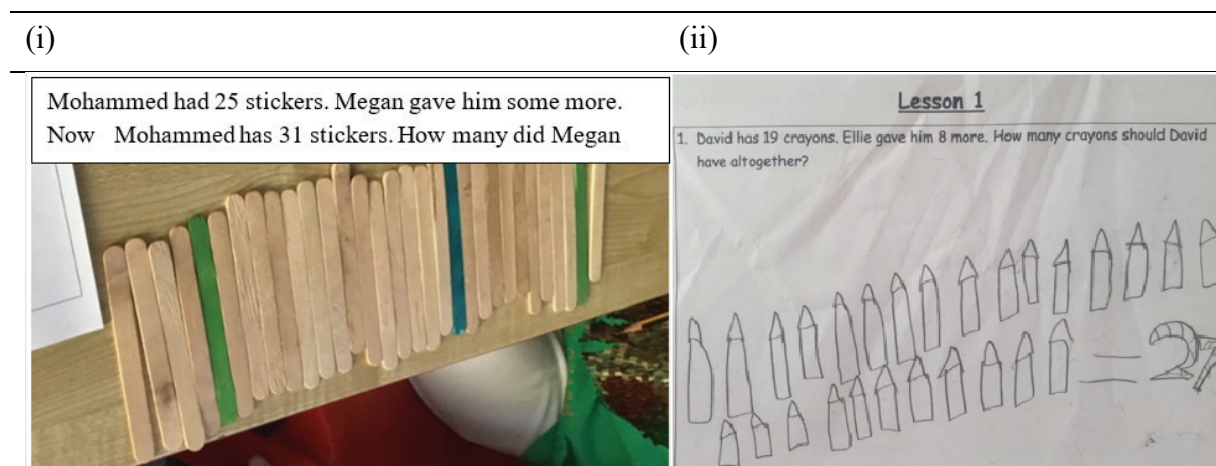 (i)
(ii)
Mohammed had 25 stickers. Megan gave him some more.
Now Mohammed has 31 stickers. How many did Megan
Lesson 1
1. David has 19 crayons. Ellie gave him 8 more. How many crayons should David
have altogether?
= 27